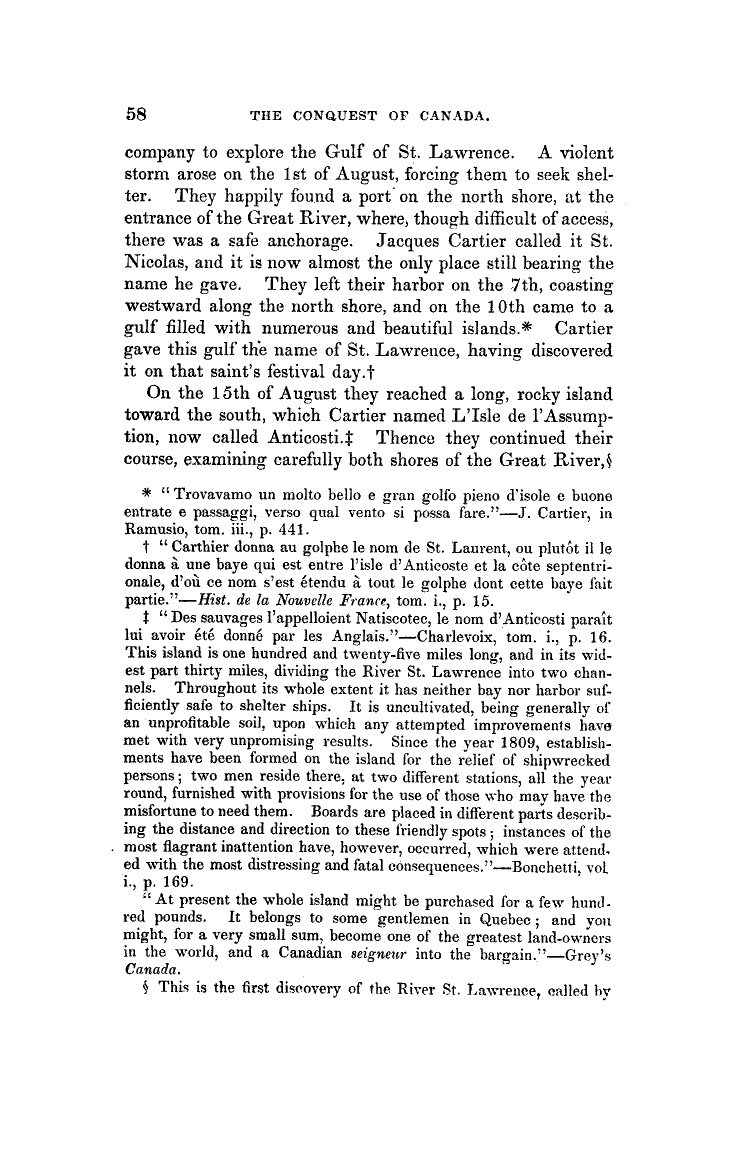 58 THE CONQUEST OF CANADA.
company to explore the Gulf of St. Lawrence. A violent
storm arose on the 1st of August, forcing them to seek shel-
ter. They happily found a port on the north shore, at the
entrance of the Great River, where, though difficult of access,
there was a safe anchorage. Jacques Cartier called it St.
Nicolas, and it is now almost the only place still bearing the
name he gave. They left their harbor on the 7th, coasting
westward along the north shore, and on the 10th came to a
gulf filled with numerous and beautiful islands.* Cartier
gave this gulf the name of St. Lawrence, having discovered
it on that saint's festival day.†
On the 15th of August they reached a long, rocky island
toward the south, which Cartier named L'Isle de l'Assump-
tion, now called Anticosti.‡ Thence they continued their
course, examining carefully both shores of the Great River,§
* "Trovavamo un molto bello e gran golfo pieno d'isole e buone
entrate e passaggi, verso qual vento si possa fare."—J. Cartier, in
Ramusio, tom. iii., p. 441.
† "Carthier donna au golphe le nom de St. Laurent, ou plutôt il le
donna à une baye qui est entre l'isle d'Anticoste et la côte septentri-
onale, d'où ce nom s'est étendu à tout le golphe dont cette baye fait
partie."—Hist. de la Nouvelle France, tom. i., p. 15.
‡ "Des sauvages l'appelloient Natiscotec, le nom d'Anticosti paraît
lui avoir été donné par les Anglais."—Charlevoix, tom. i., p. 16.
This island is one hundred and twenty-five miles long, and in its wid-
est part thirty miles, dividing the River St. Lawrence into two chan-
nels. Throughout its whole extent it has neither bay nor harbor suf-
ficiently safe to shelter ships. It is uncultivated, being generally of
an unprofitable soil, upon which any attempted improvements have
met with very unpromising results. Since the year 1809, establish-
ments have been formed on the island for the relief of shipwrecked
persons; two men reside there, at two different stations, all the year
round, furnished with provisions for the use of those who may have the
misfortune to need them. Boards are placed in different parts describ-
ing the distance and direction to these friendly spots; instances of the
most flagrant inattention have, however, occurred, which were attend-
ed with the most distressing and fatal consequences."—Bonchetti, vol.
i., p. 169.
"At present the whole island might be purchased for a few hund-
red pounds. It belongs to some gentlemen in Quebec; and you
might, for a very small sum, become one of the greatest land-owners
in the world, and a Canadian seigneur into the bargain."—Grey's
Canada.
§ This is the first discovery of the River St. Lawrence, called by